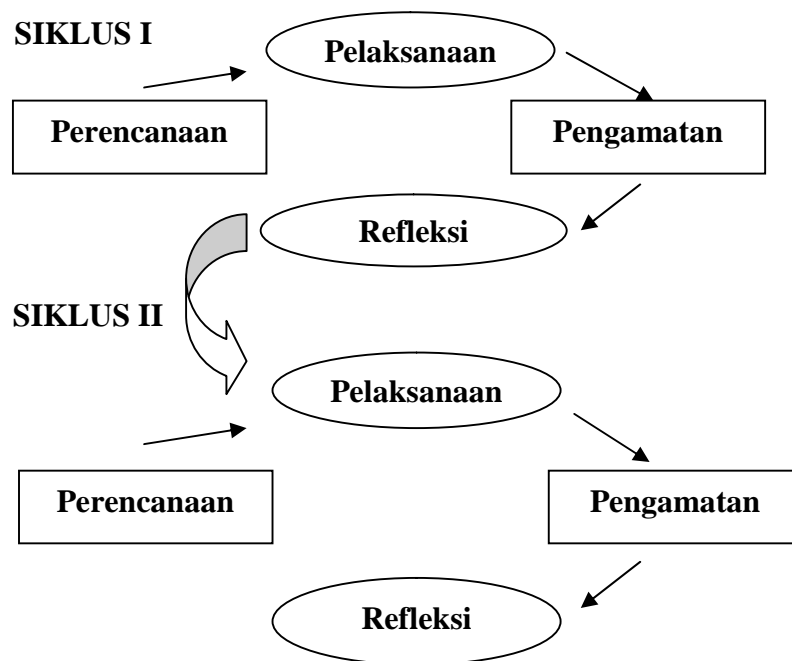 SIKLUS I
Pelaksanaan
Perencanaan
Pengamatan
Refleksi
SIKLUS II
Pelaksanaan
Perencanaan
Pengamatan
Refleksi